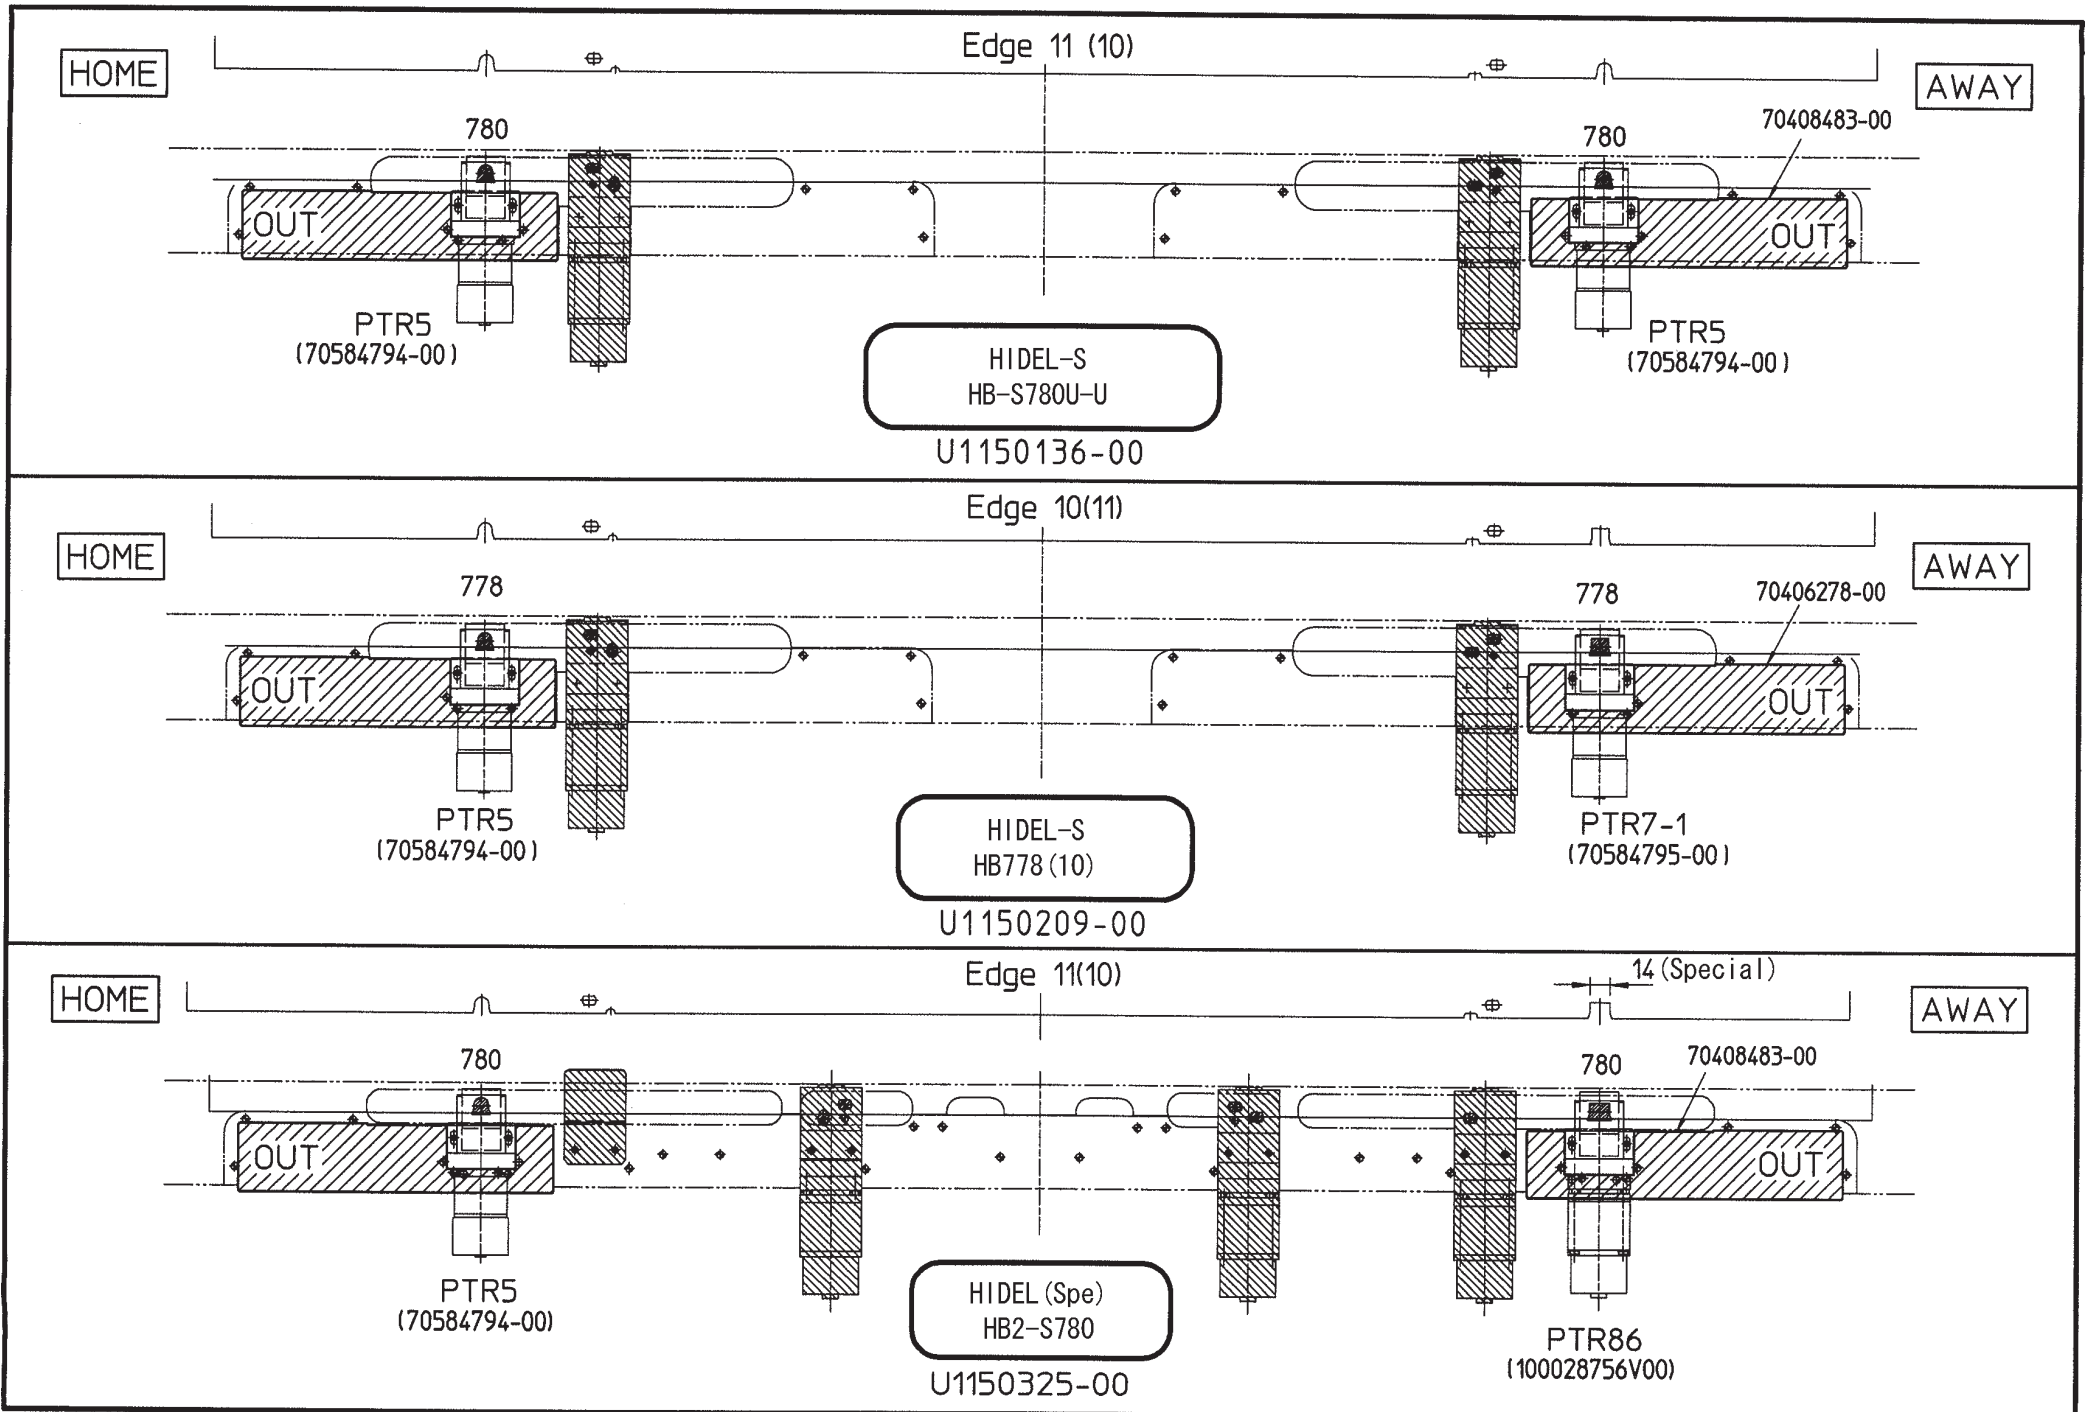 Edge 11 (10)
HOME
AWAY
70408483-00
780
780
OUT
OUT
PTR5
(70584794-00)
PTR5
(70584794-00)
HIDEL-S
HB-S780U-U
U1150136-00
Edge 10(11)
HOME
AWAY
778
778
70406278-00
OUT
OUT
PTR5
(70584794-00)
PTR7-1
(70584795-00)
HIDEL-S
HB778(10)
U1150209-00
Edge 11(10)
14(Special)
HOME
AWAY
780
780
70408483-00
OUT
OUT
PTR5
(70584794-00)
HIDEL(Spe)
HB2-S780
PTR86
(100028756V00)
U1150325-00